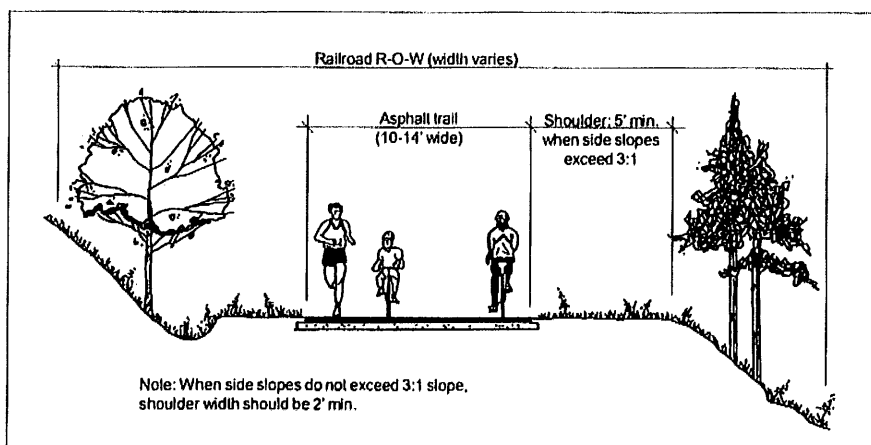 Railroad R-O-W (width varies)
Asphalt trail
(10-14' wide)
Shoulder: 5' min.
when side slopes
exceed 3:1
Note: When side slopes do not exceed 3:1 slope,
shoulder width should be 2' min.